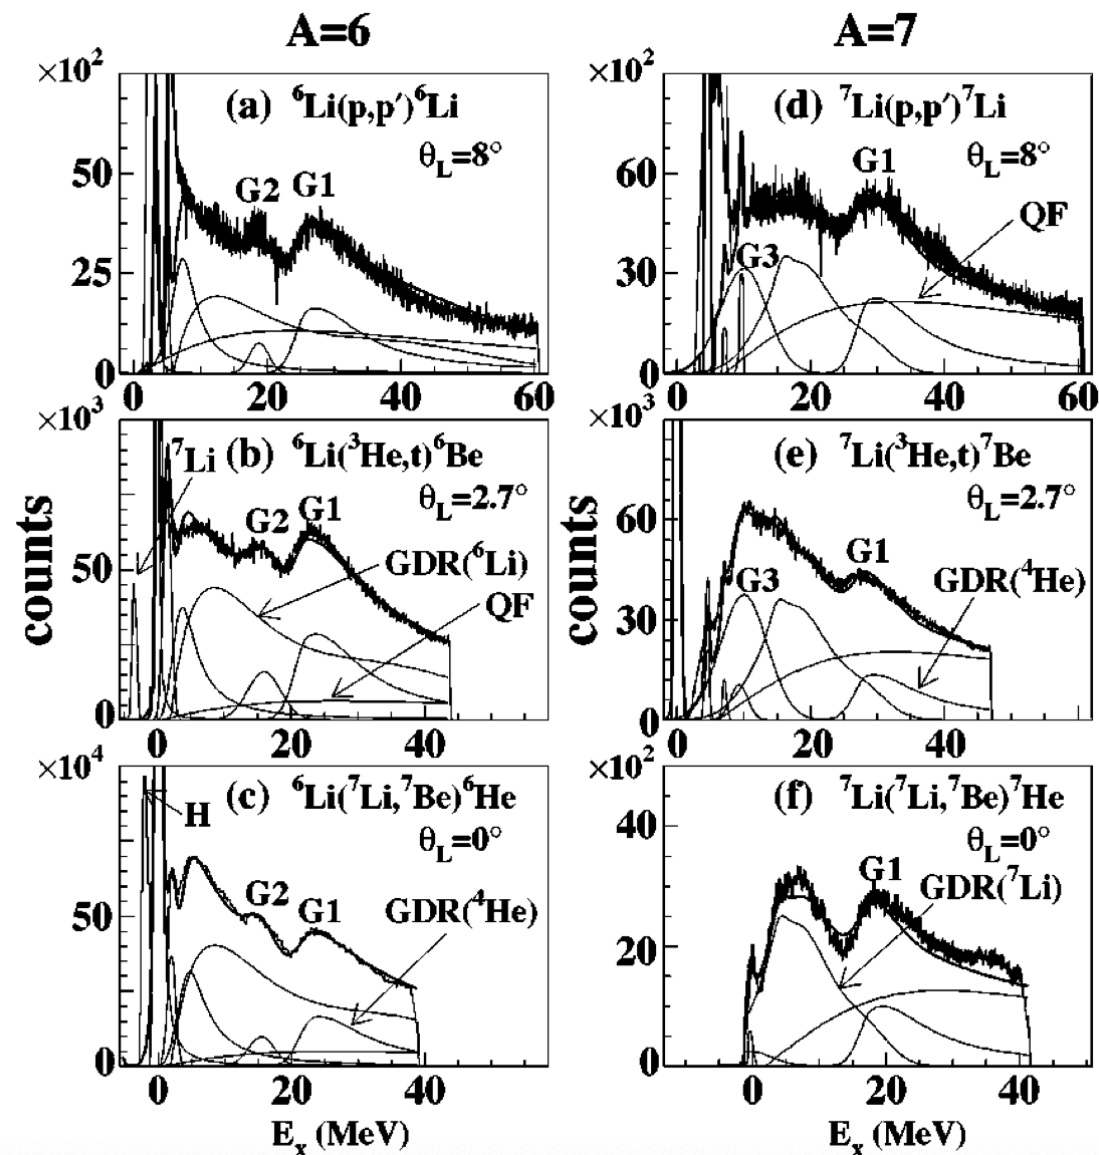 A=6
A=7
×10²
(a) ⁶Li(p,p′)⁶Li
θL=8°
G2
G1
50
25
0
0
20
40
60
×10²
(d) ⁷Li(p,p′)⁷Li
θL=8°
G1
QF
G3
60
30
0
0
20
40
60
counts
×10³
⁷Li
(b) ⁶Li(³He,t)⁶Be
θL=2.7°
G2
G1
GDR(⁶Li)
QF
50
0
0
20
40
counts
×10³
(e) ⁷Li(³He,t)⁷Be
θL=2.7°
G3
G1
GDR(⁴He)
60
30
0
0
20
40
×10⁴
H
(c) ⁶Li(⁷Li,⁷Be)⁶He
θL=0°
G2
G1
GDR(⁴He)
50
0
0
20
40
Ex (MeV)
×10²
(f) ⁷Li(⁷Li,⁷Be)⁷He
θL=0°
G1
GDR(⁷Li)
40
20
0
0
20
40
Ex (MeV)